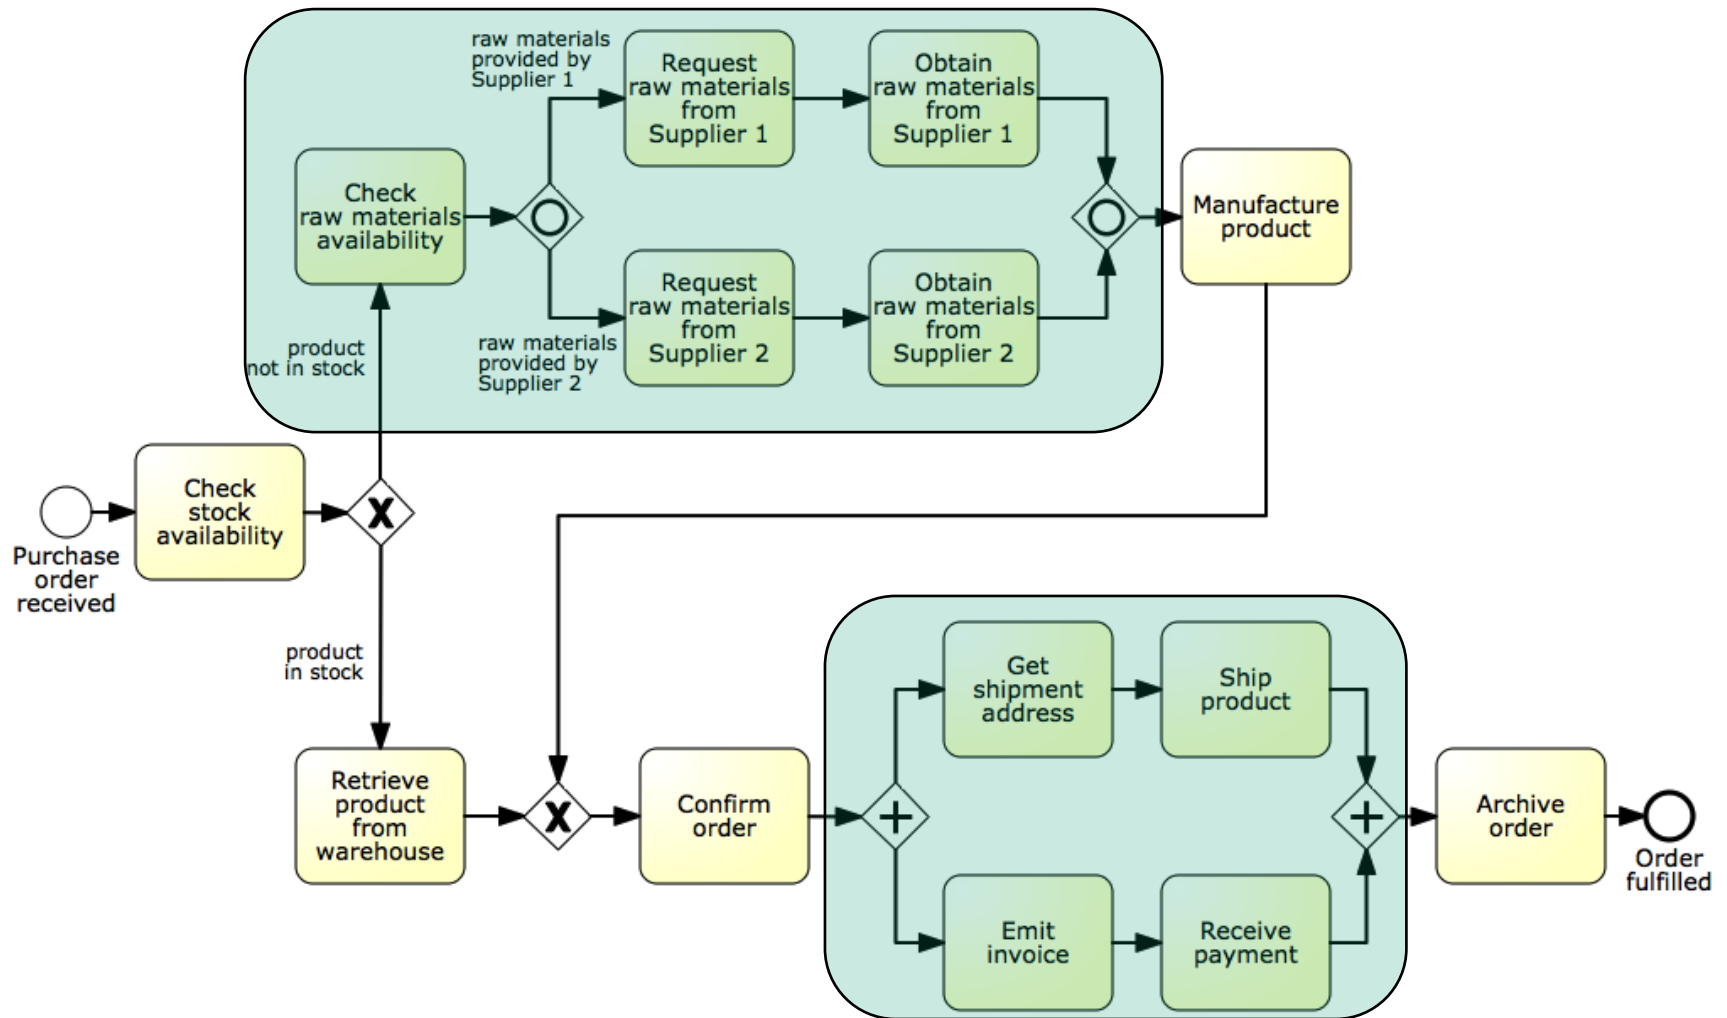 raw materials
provided by
Supplier 1
Request
raw materials
from
Supplier 1
Obtain
raw materials
from
Supplier 1
Check
raw materials
availability
Manufacture
product
raw materials
provided by
Supplier 2
Request
raw materials
from
Supplier 2
Obtain
raw materials
from
Supplier 2
product
not in stock
Purchase
order
received
Check
stock
availability
X
product
in stock
Retrieve
product
from
warehouse
X
Confirm
order
Get
shipment
address
Ship
product
Emit
invoice
Receive
payment
Archive
order
Order
fulfilled